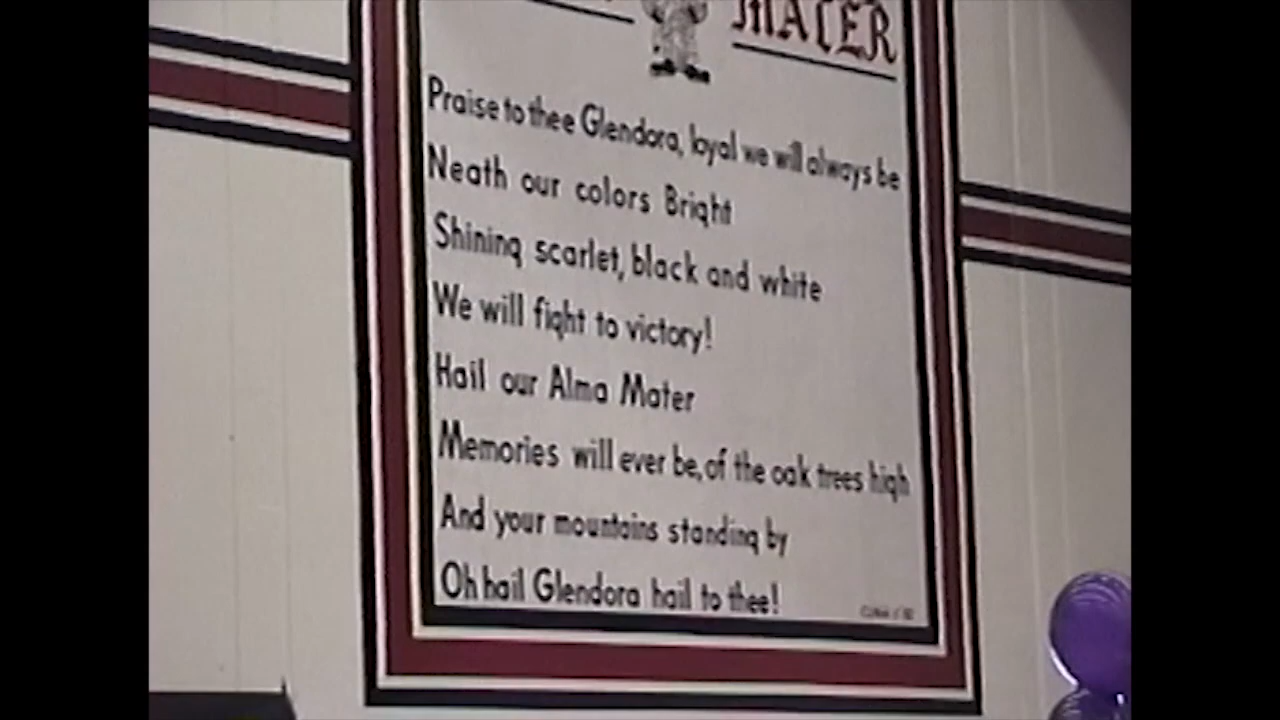 MATER
Praise to thee Glendora, loyal we will always be
Neath our colors Bright
Shining scarlet, black and white
We will fight to victory!
Hail our Alma Mater
Memories will ever be, of the oak trees high
And your mountains standing by
Oh hail Glendora hail to thee!